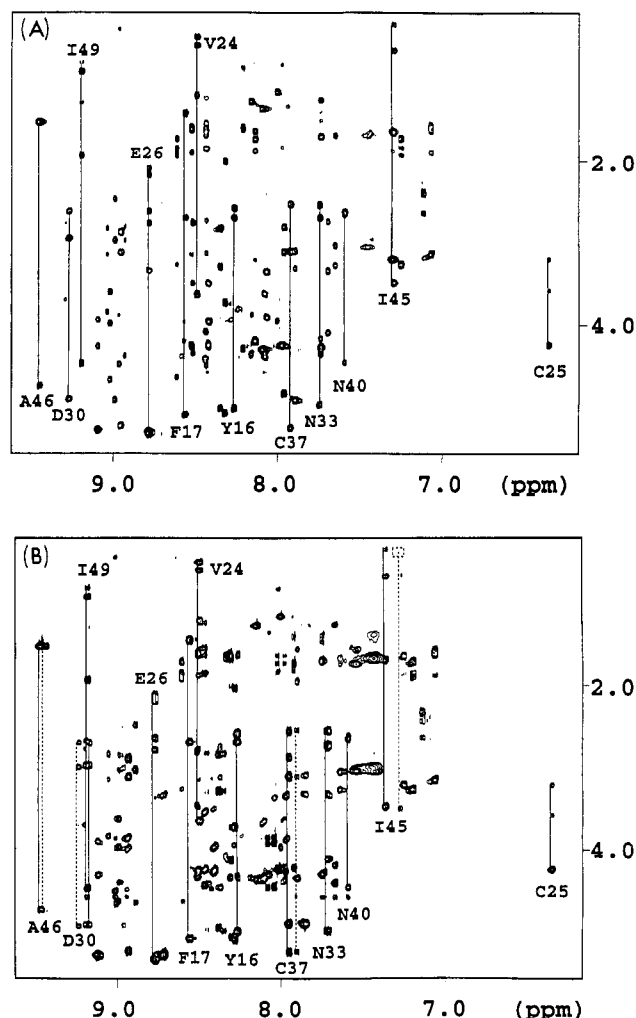 (A)
I49
V24
E26
2.0
I45
4.0
A46
D30
F17
Y16
C37
N33
N40
C25
9.0
8.0
7.0
(ppm)
(B)
I49
V24
E26
2.0
I45
4.0
A46
D30
F17
Y16
C37
N33
N40
C25
9.0
8.0
7.0
(ppm)